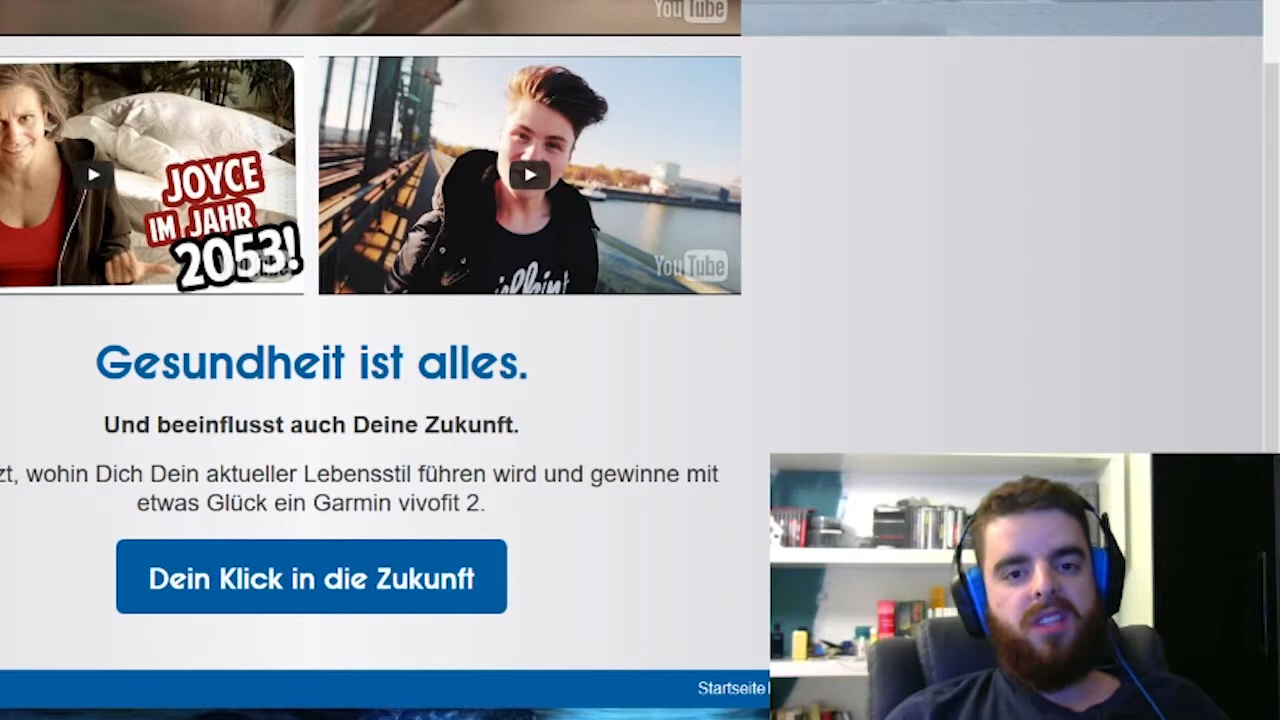 YouTube
JOYCE
IM JAHR
2053!
YouTube
Gesundheit ist alles.
Und beeinflusst auch Deine Zukunft.
zt, wohin Dich Dein aktueller Lebensstil führen wird und gewinne mit
etwas Glück ein Garmin vivofit 2.
Dein Klick in die Zukunft
Startseite